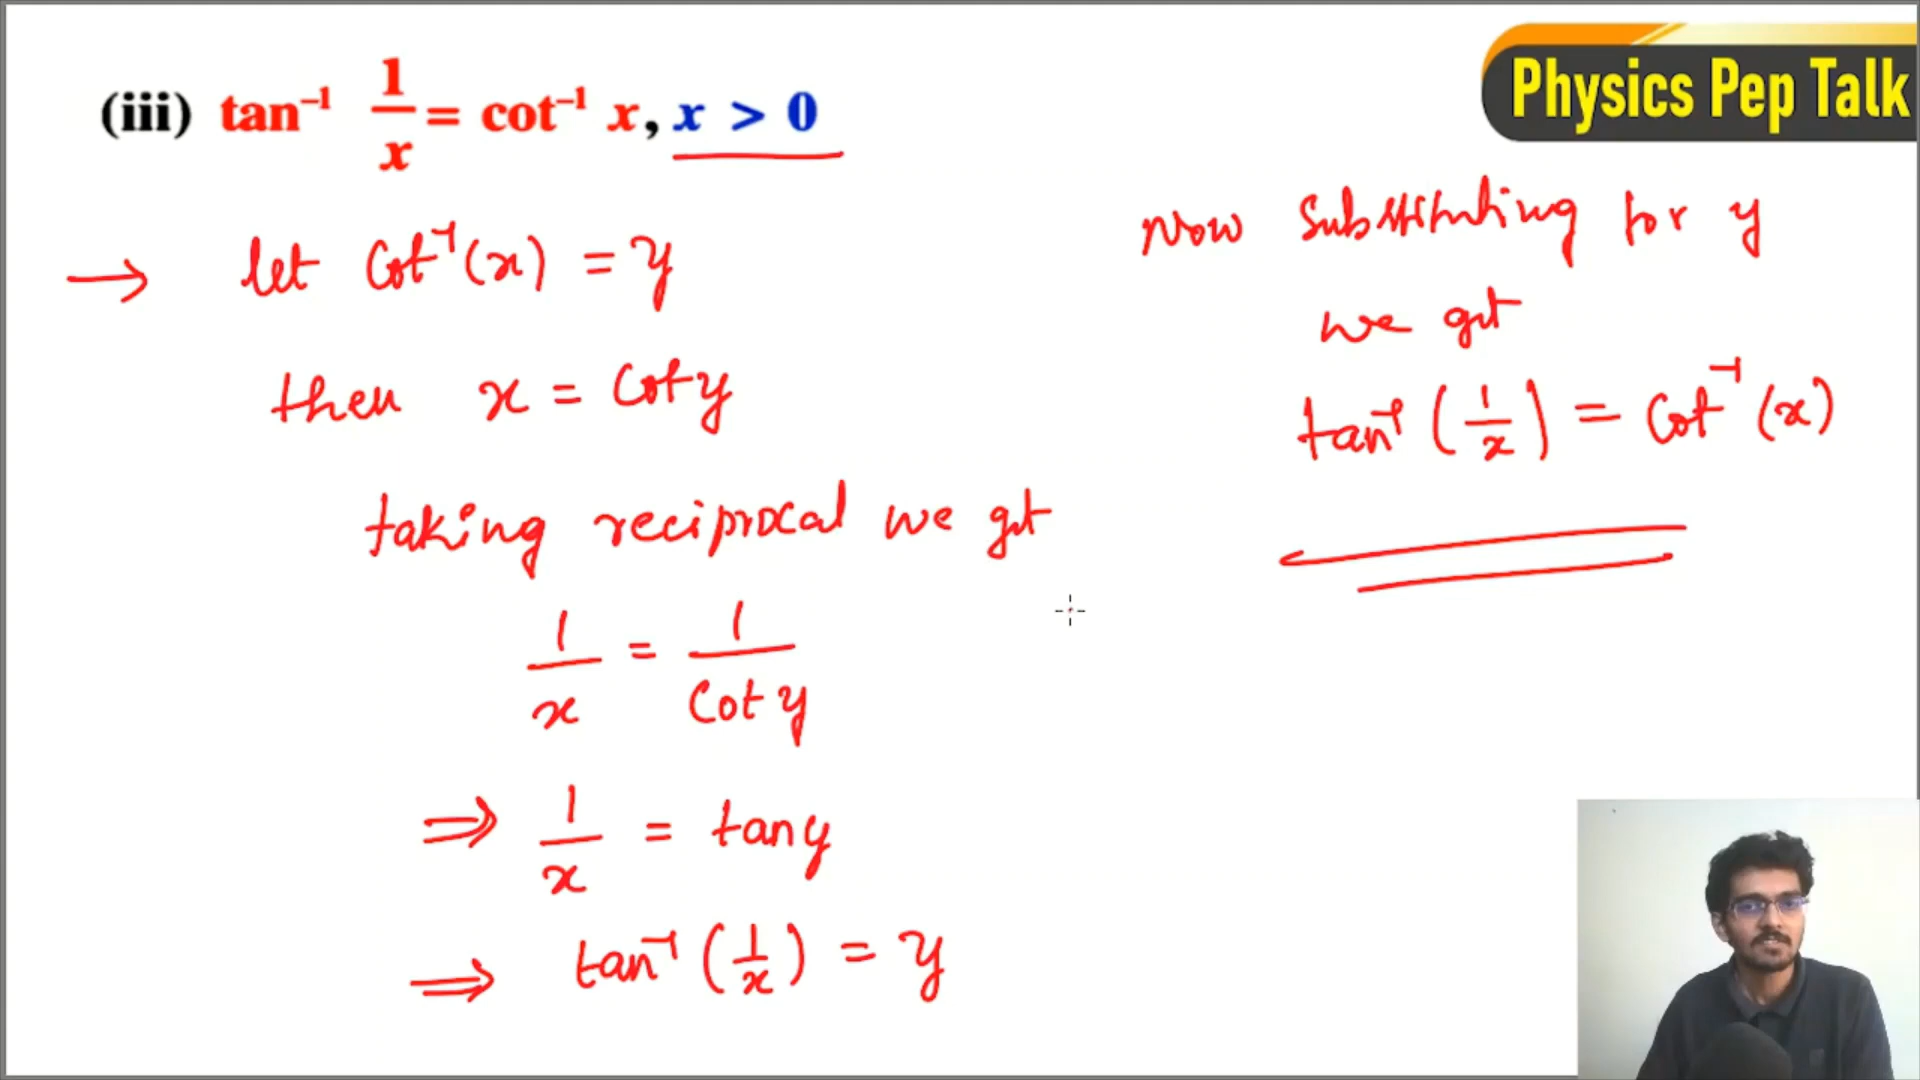 (iii) tan⁻¹ 1/x = cot⁻¹ x, x > 0
Physics Pep Talk
→ let Cot⁻¹(x) = y
then x = Cot y
taking reciprocal we get
1/x = 1/Cot y
⇒ 1/x = tan y
⇒ tan⁻¹(1/x) = y
Now Substituting for y
we get
tan⁻¹(1/x) = Cot⁻¹(x)